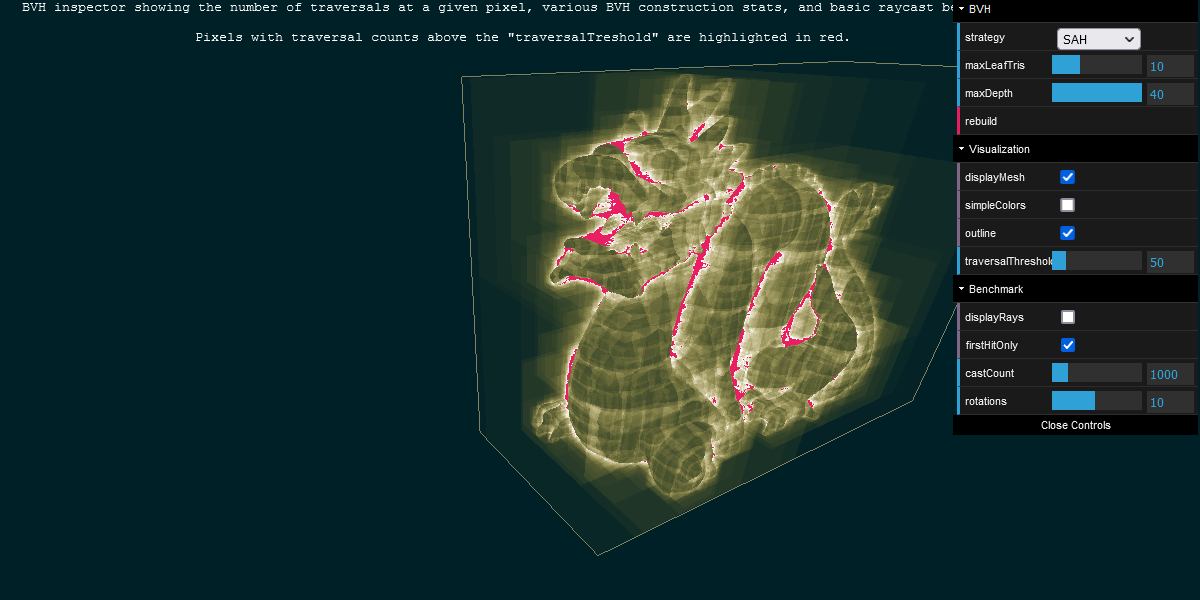 BVH inspector showing the number of traversals at a given pixel, various BVH construction stats, and basic raycast
Pixels with traversal counts above the "traversalTreshold" are highlighted in red.
BVH
strategy SAH
maxLeafTris 10
maxDepth 40
rebuild
Visualization
displayMesh
simpleColors
outline
traversalThreshold 50
Benchmark
displayRays
firstHitOnly
castCount 1000
rotations 10
Close Controls